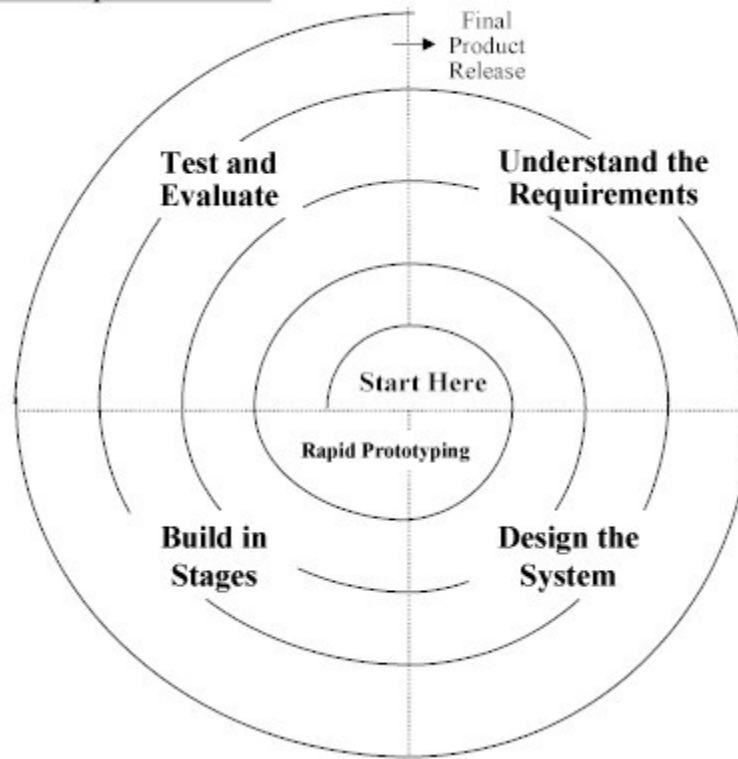 Final
Product
Release
Test and
Evaluate
Understand the
Requirements
Start Here
Rapid Prototyping
Build in
Stages
Design the
System